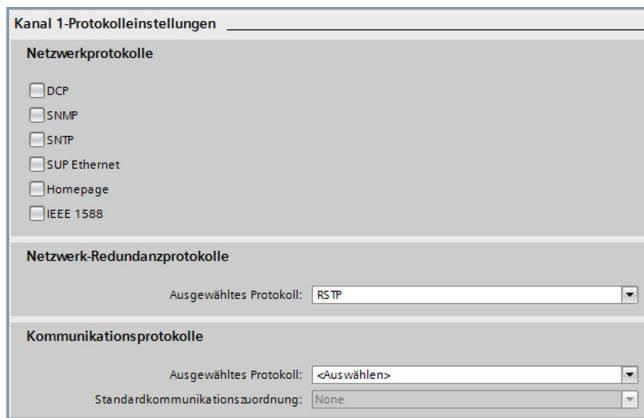 Kanal 1-Protokolleinstellungen
Netzwerkprotokolle
DCP
SNMP
SNTP
SUP Ethernet
Homepage
IEEE 1588
Netzwerk-Redundanzprotokolle
Ausgewähltes Protokoll: RSTP
Kommunikationsprotokolle
Ausgewähltes Protokoll: <Auswählen>
Standardkommunikationszuordnung: None